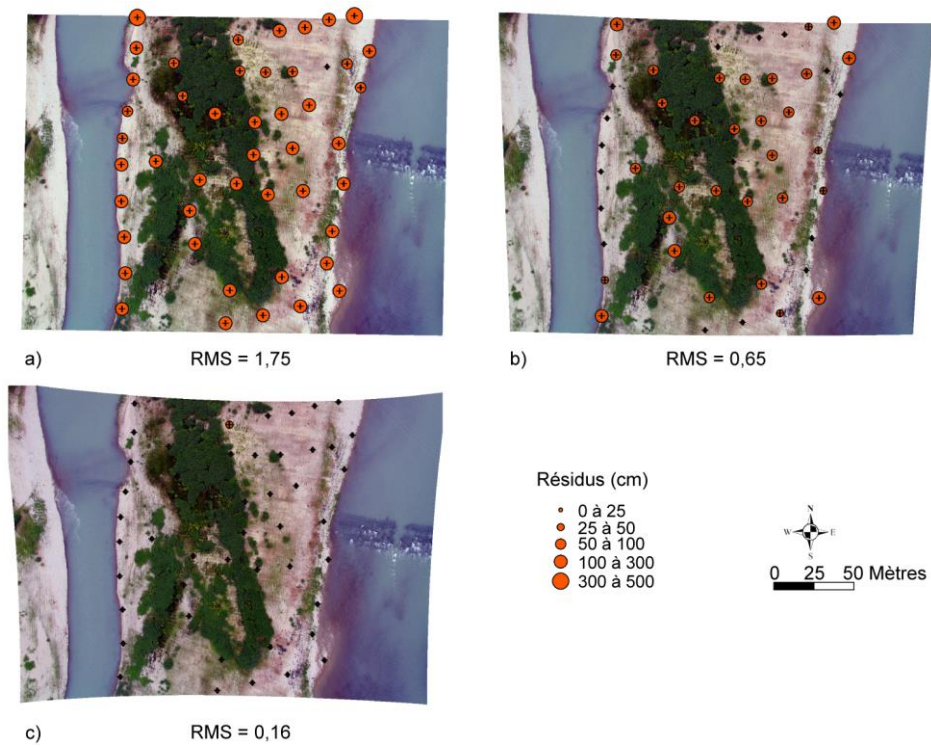 a)
RMS = 1,75
b)
RMS = 0,65
c)
RMS = 0,16
Résidus (cm)
0 à 25
25 à 50
50 à 100
100 à 300
300 à 500
N
W E
S
0 25 50 Mètres